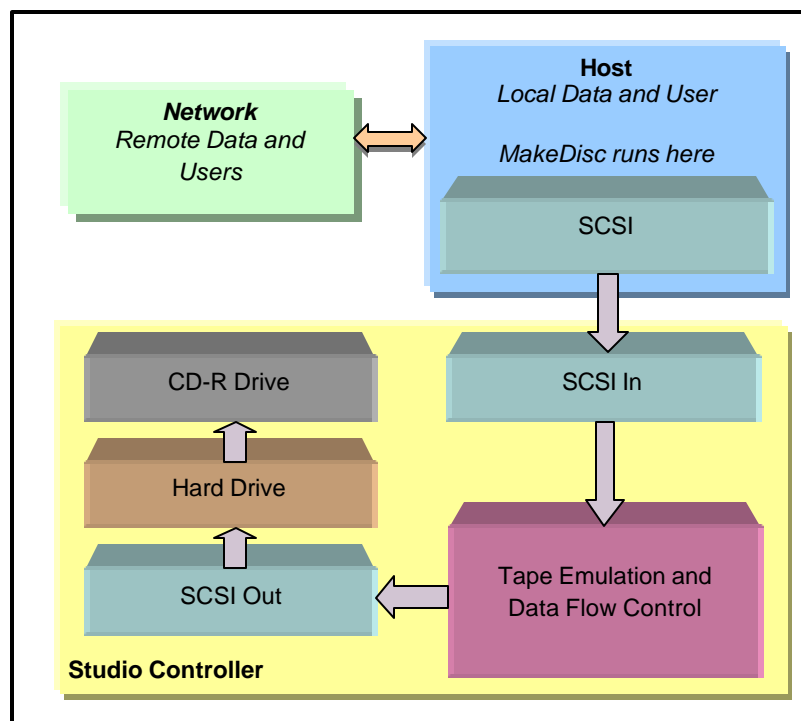 Network
Remote Data and
Users
Host
Local Data and User
MakeDisc runs here
SCSI
CD-R Drive
SCSI In
Hard Drive
Tape Emulation and
Data Flow Control
SCSI Out
Studio Controller